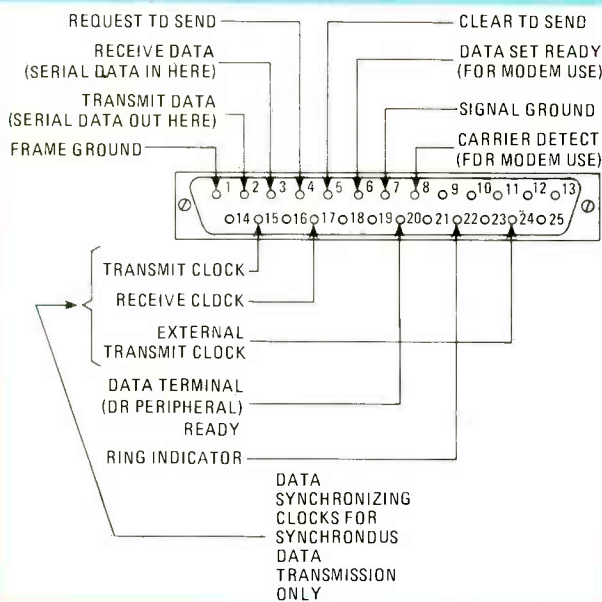 REQUEST TD SEND
CLEAR TD SEND
RECEIVE DATA
(SERIAL DATA IN HERE)
DATA SET READY
(FOR MODEM USE)
TRANSMIT DATA
(SERIAL DATA OUT HERE)
SIGNAL GROUND
FRAME GROUND
CARRIER DETECT
(FDR MODEM USE)
1 2 3 4 5 6 7 8 9 10 11 12 13
14 15 16 17 18 19 20 21 22 23 24 25
TRANSMIT CLOCK
RECEIVE CLDCK
EXTERNAL
TRANSMIT CLOCK
DATA TERMINAL
(DR PERIPHERAL)
READY
RING INDICATOR
DATA
SYNCHRONIZING
CLOCKS FOR
SYNCHRONDUS
DATA
TRANSMISSION
ONLY